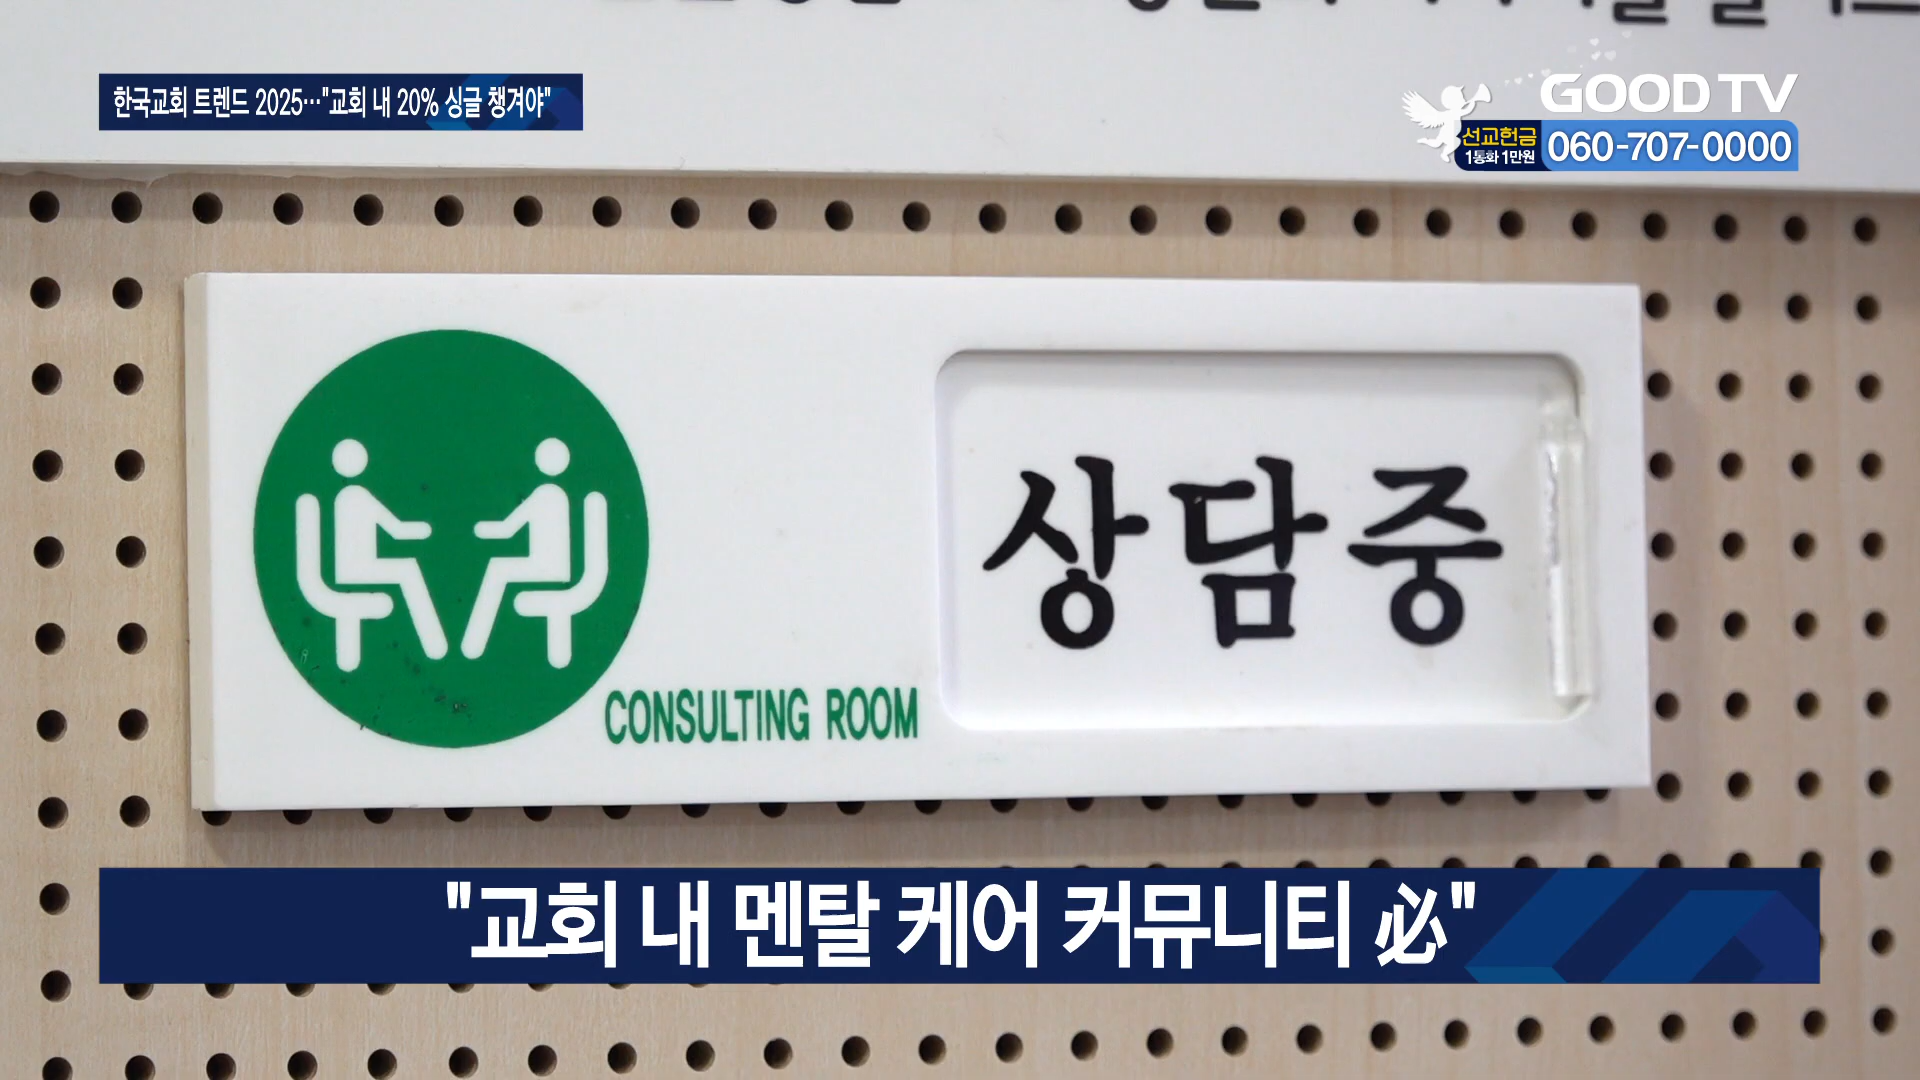 한국교회 트렌드 2025…"교회 내 20% 싱글 챙겨야"
GOOD TV
선교헌금
1통화 1만원
060-707-0000
상담중
CONSULTING ROOM
"교회 내 멘탈 케어 커뮤니티 必"